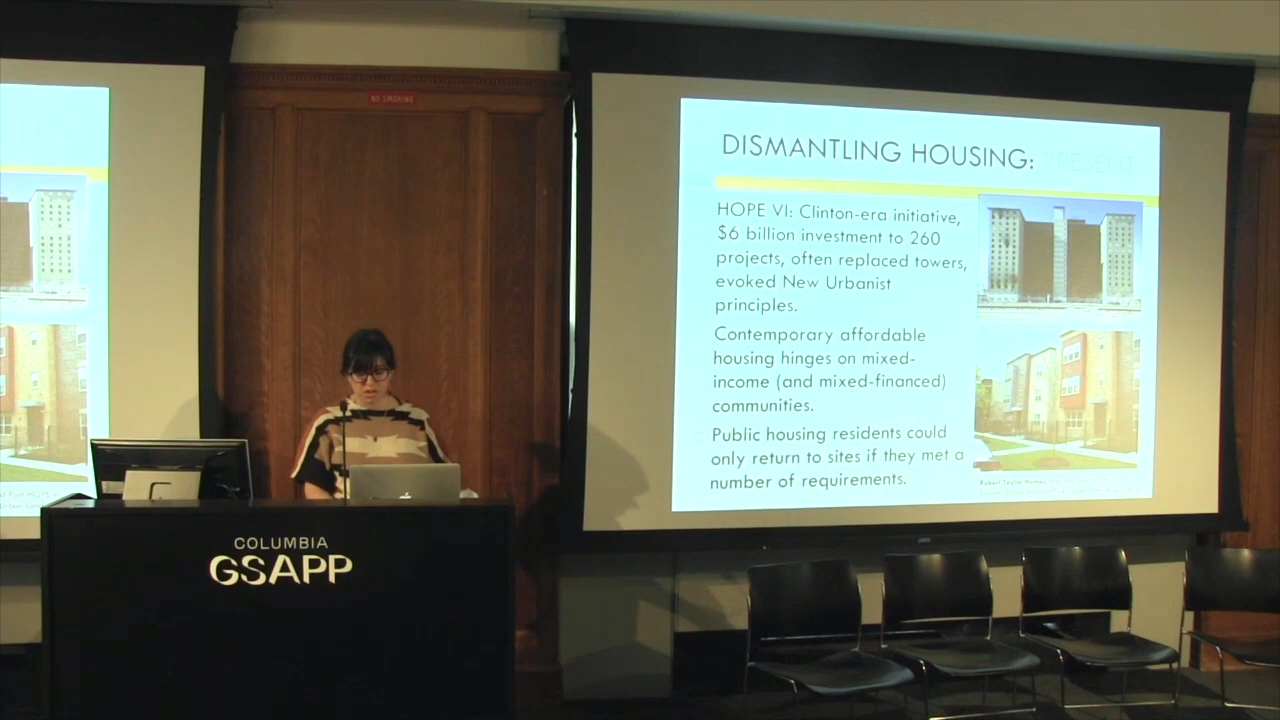 NO SMOKING
DISMANTLING HOUSING: PRESENT
HOPE VI: Clinton-era initiative,
$6 billion investment to 260
projects, often replaced towers,
evoked New Urbanist
principles.
Contemporary affordable
housing hinges on mixed-
income (and mixed-financed)
communities.
Public housing residents could
only return to sites if they met a
number of requirements.
Robert Taylor Homes,
COLUMBIA
GSAPP